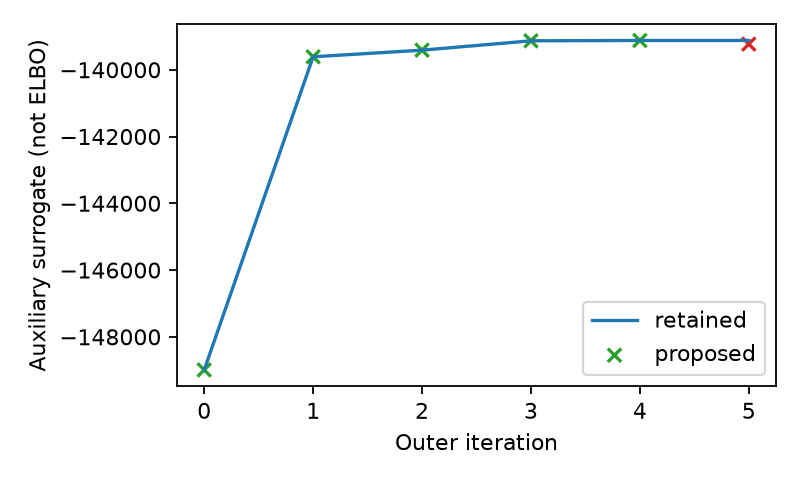 Auxiliary surrogate (not ELBO)
−140000
−142000
−144000
−146000
−148000
retained
proposed
0 1 2 3 4 5
Outer iteration